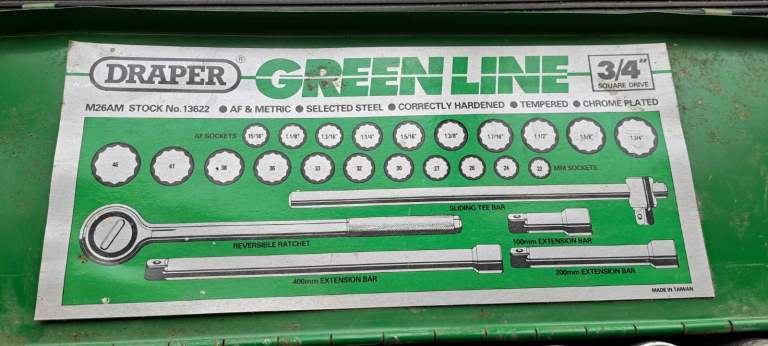 DRAPER® GREEN LINE 3/4" SQUARE DRIVE
M26AM STOCK No.13622 ● AF & METRIC ● SELECTED STEEL ● CORRECTLY HARDENED ● TEMPERED ● CHROME PLATED
AF SOCKETS 15/16" 1.1/8" 1.3/16" 1.1/4" 1.5/16" 1.3/8" 1.7/16" 1.1/2" 1.5/8" 1.3/4"
46 41 38 36 33 32 30 27 26 24 22 MM SOCKETS
SLIDING TEE BAR
REVERSIBLE RATCHET
100mm EXTENSION BAR
400mm EXTENSION BAR
200mm EXTENSION BAR
MADE IN TAIWAN